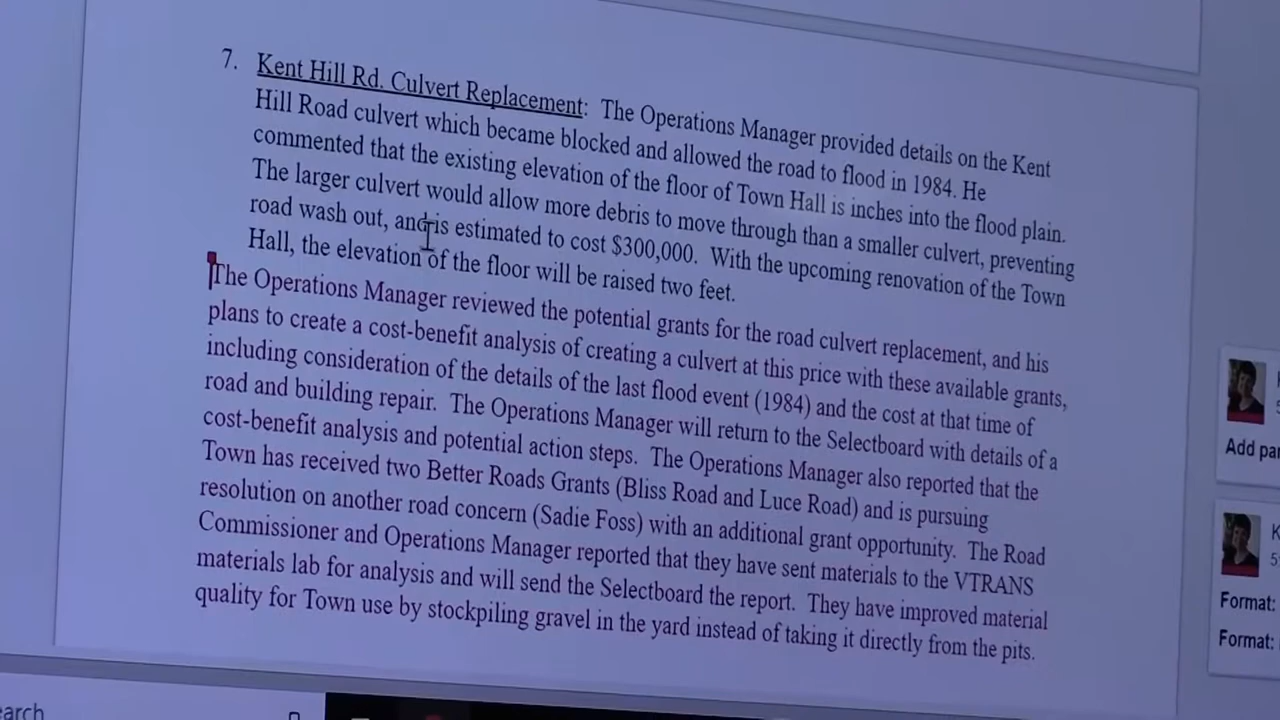 7. Kent Hill Rd. Culvert Replacement: The Operations Manager provided details on the Kent
Hill Road culvert which became blocked and allowed the road to flood in 1984. He
commented that the existing elevation of the floor of Town Hall is inches into the flood plain.
The larger culvert would allow more debris to move through than a smaller culvert, preventing
road wash out, and is estimated to cost $300,000. With the upcoming renovation of the Town
Hall, the elevation of the floor will be raised two feet.
The Operations Manager reviewed the potential grants for the road culvert replacement, and his
plans to create a cost-benefit analysis of creating a culvert at this price with these available grants,
including consideration of the details of the last flood event (1984) and the cost at that time of
road and building repair. The Operations Manager will return to the Selectboard with details of a
cost-benefit analysis and potential action steps. The Operations Manager also reported that the
Town has received two Better Roads Grants (Bliss Road and Luce Road) and is pursuing
resolution on another road concern (Sadie Foss) with an additional grant opportunity. The Road
Commissioner and Operations Manager reported that they have sent materials to the VTRANS
materials lab for analysis and will send the Selectboard the report. They have improved material
quality for Town use by stockpiling gravel in the yard instead of taking it directly from the pits.
Add pa
K
5
Format:
Format:
earch